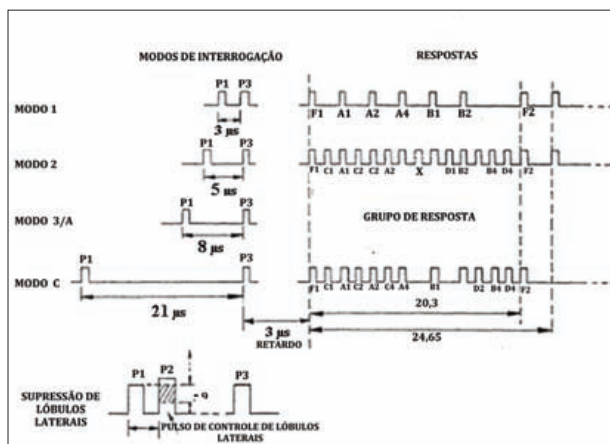 MODOS DE INTERROGAÇÃO RESPOSTAS
P1 P3
MODO 1
3 µs
F1 A1 A2 A4 B1 B2 F2
P1 P3
MODO 2
5 µs
F1 C1 A1 C2 C2 A2 X D1 B2 B4 D4 F2
P1 P3
MODO 3/A
8 µs
GRUPO DE RESPOSTA
P1 P3
MODO C
21 µs
F1 C1 A1 C2 A2 C4 A4 B1 D2 B4 D4 F2
3 µs
RETARDO
20,3
24,65
P1 P2 P3
SUPRESSÃO DE
LÓBULOS
LATERAIS
PULSO DE CONTROLE DE LÓBULOS
LATERAIS